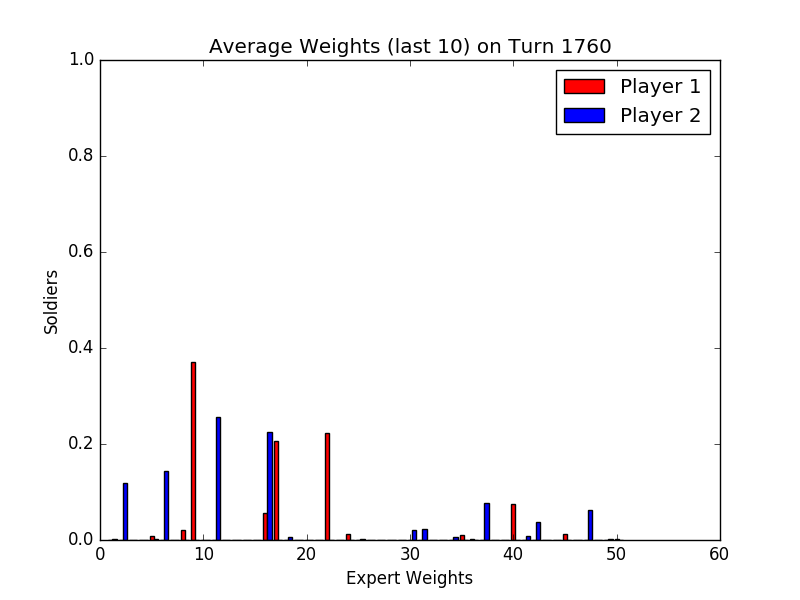 Average Weights (last 10) on Turn 1760
Player 1
Player 2
1.0
0.8
0.6
0.4
0.2
0.0
Soldiers
0 10 20 30 40 50 60
Expert Weights